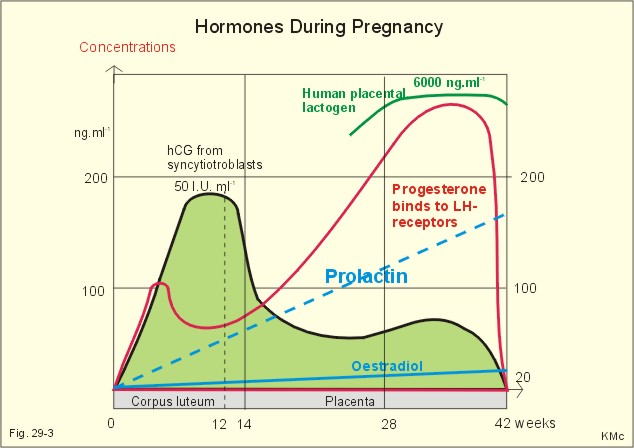 Hormones During Pregnancy
Concentrations
6000 ng.ml-1
Human placental
lactogen
ng.ml-1
hCG from
syncytiotroblasts
50 I.U. ml-1
200
200
Progesterone
binds to LH-
receptors
Prolactin
100
100
Oestradiol
20
Corpus luteum
Placenta
0
12
14
28
42 weeks
Fig. 29-3
KMc